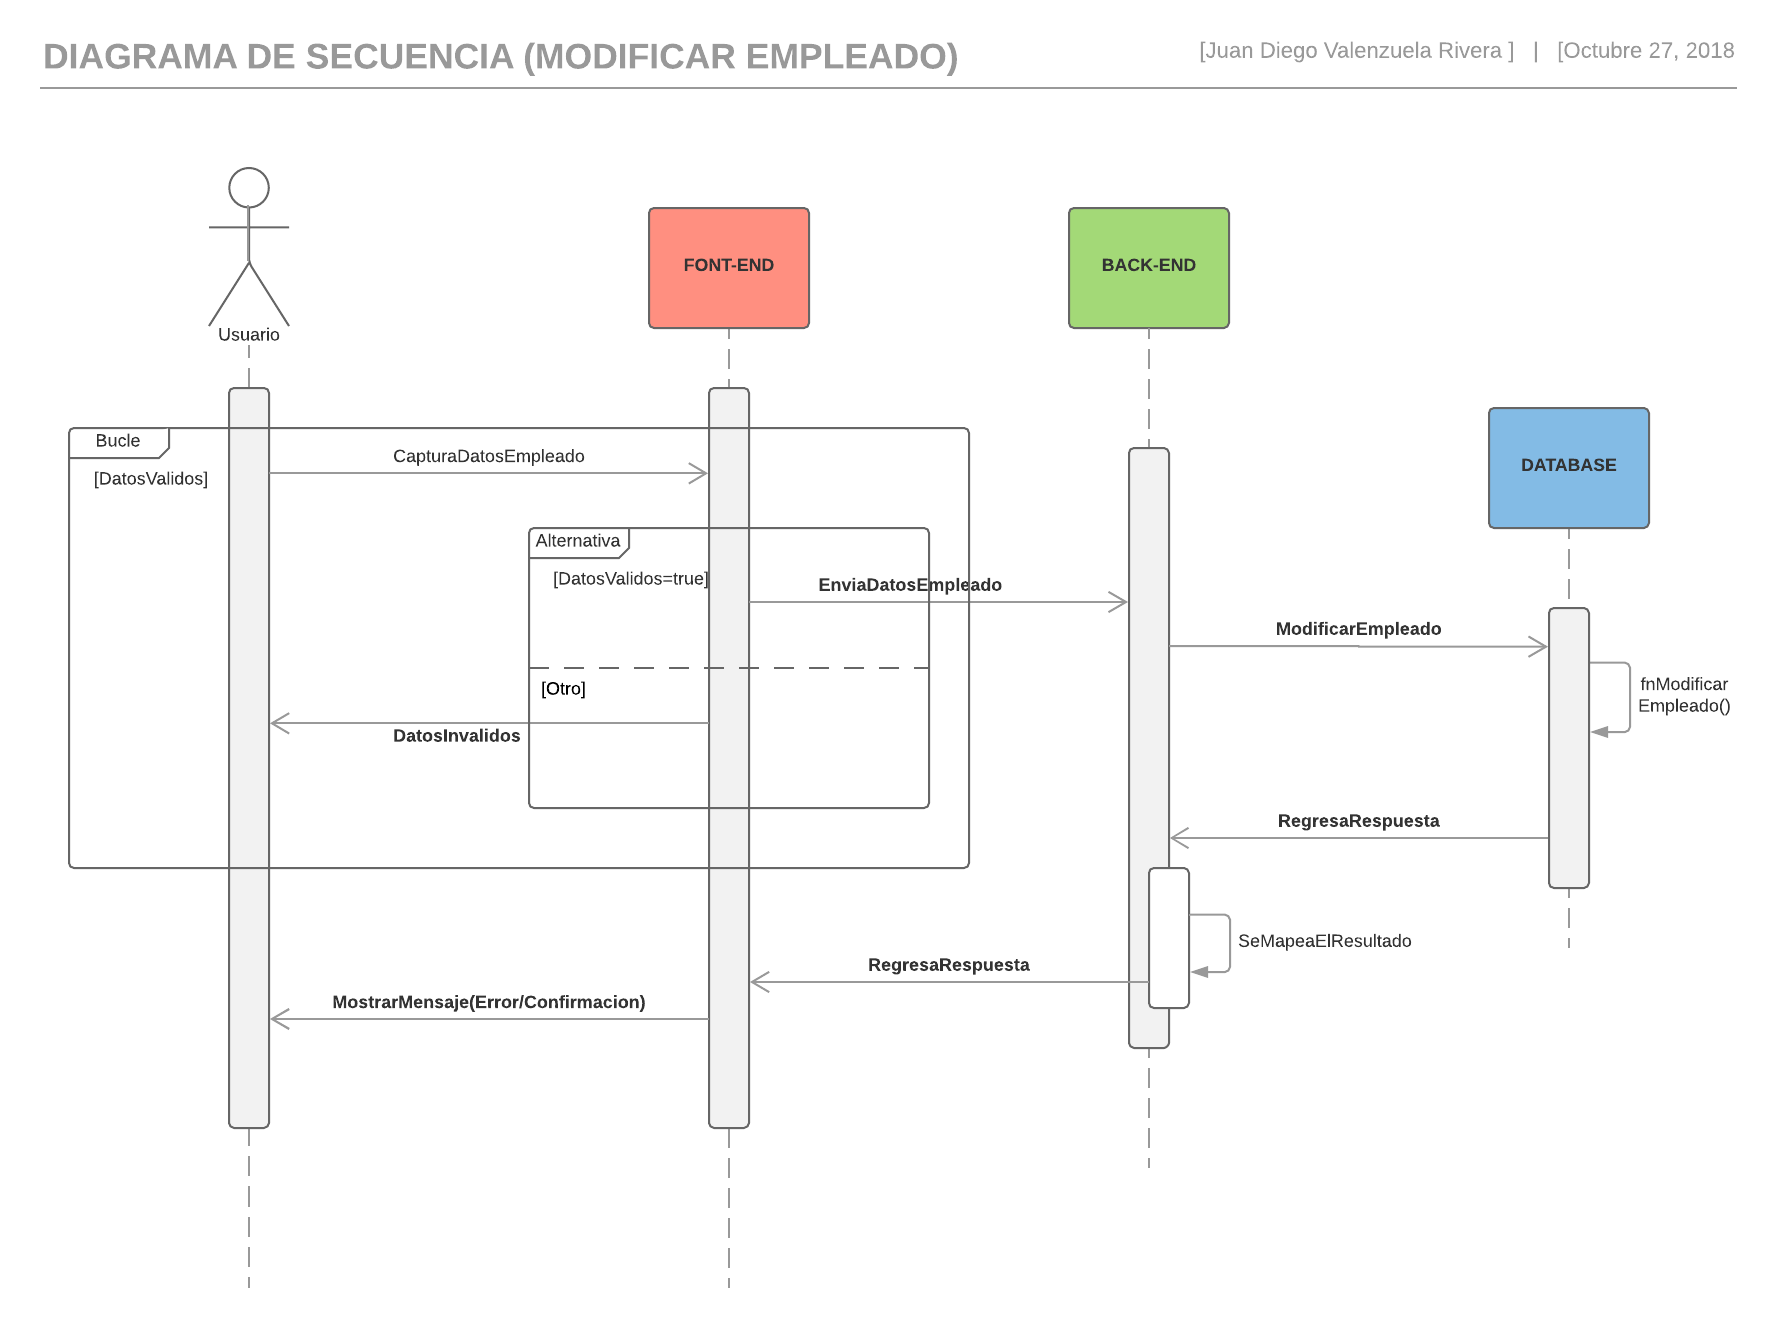 DIAGRAMA DE SECUENCIA (MODIFICAR EMPLEADO)
[Juan Diego Valenzuela Rivera ] | [Octubre 27, 2018
FONT-END
BACK-END
Usuario
Bucle
CapturaDatosEmpleado
[DatosValidos]
DATABASE
Alternativa
[DatosValidos=true]
EnviaDatosEmpleado
ModificarEmpleado
[Otro]
fnModificar
Empleado()
DatosInvalidos
RegresaRespuesta
SeMapeaElResultado
RegresaRespuesta
MostrarMensaje(Error/Confirmacion)